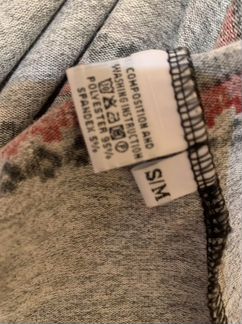 COMPOSITION AND
WASHING INSTRUCTION
POLYESTER 95%
SPANDEX 5%
S/M